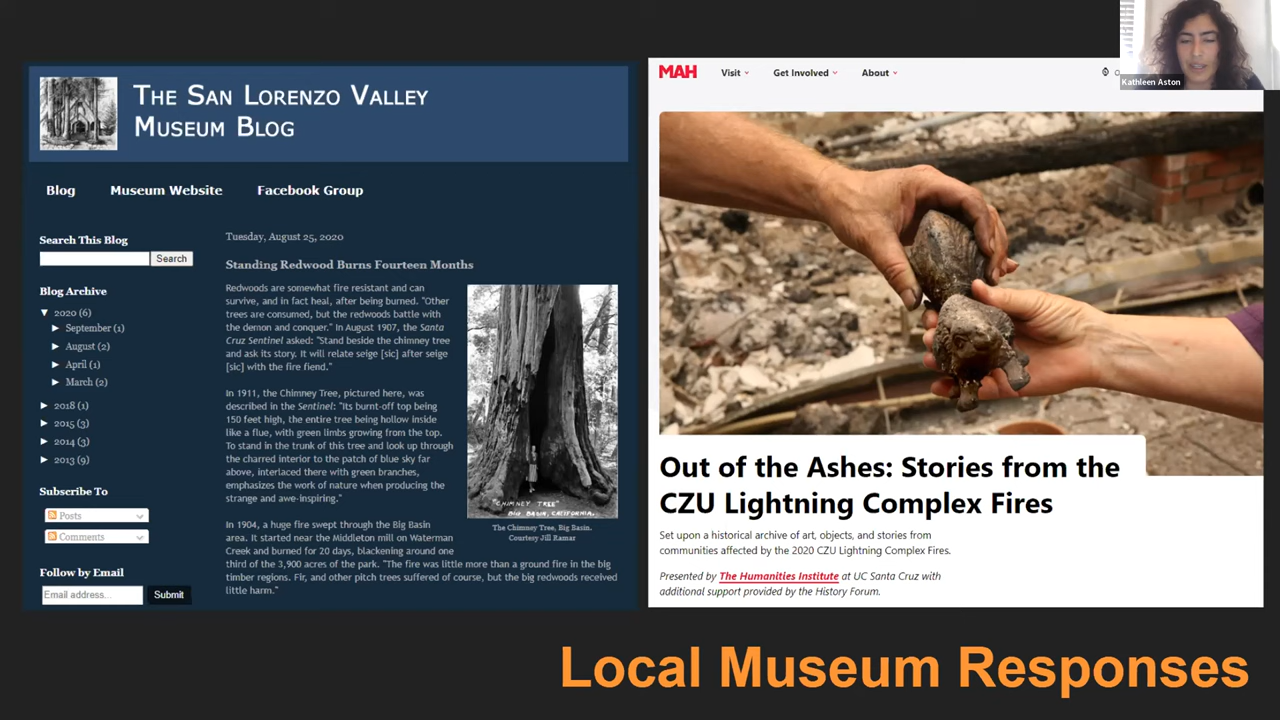 THE SAN LORENZO VALLEY
MUSEUM BLOG
Blog
Museum Website
Facebook Group
Search This Blog
Search
Blog Archive
▼ 2020 (6)
► September (1)
► August (2)
► April (1)
► March (2)
► 2018 (1)
► 2015 (3)
► 2014 (3)
► 2013 (9)
Subscribe To
Posts
Comments
Follow by Email
Email address...
Submit
Tuesday, August 25, 2020
Standing Redwood Burns Fourteen Months
Redwoods are somewhat fire resistant and can
survive, and in fact heal, after being burned. "Other
trees are consumed, but the redwoods battle with
the demon and conquer." In August 1907, the Santa
Cruz Sentinel asked: "Stand beside the chimney tree
and ask its story. It will relate seige [sic] after seige
[sic] with the fire fiend."
In 1911, the Chimney Tree, pictured here, was
described in the Sentinel: "Its burnt-off top being
150 feet high, the entire tree being hollow inside
like a flue, with green limbs growing from the top.
To stand in the trunk of this tree and look up through
the charred interior to the patch of blue sky far
above, interlaced there with green branches,
emphasizes the work of nature when producing the
strange and awe-inspiring."
In 1904, a huge fire swept through the Big Basin
area. It started near the Middleton mill on Waterman
Creek and burned for 20 days, blackening around one
third of the 3,900 acres of the park. "The fire was little more than a ground fire in the big
timber regions. Fir, and other pitch trees suffered of course, but the big redwoods received
little harm."
"CHIMNEY TREE"
BIG BASIN, CALIFORNIA.
The Chimney Tree, Big Basin.
Courtesy Jill Ramar
MAH
Visit
Get Involved
About
Kathleen Aston
Out of the Ashes: Stories from the
CZU Lightning Complex Fires
Set upon a historical archive of art, objects, and stories from
communities affected by the 2020 CZU Lightning Complex Fires.
Presented by The Humanities Institute at UC Santa Cruz with
additional support provided by the History Forum.
Local Museum Responses